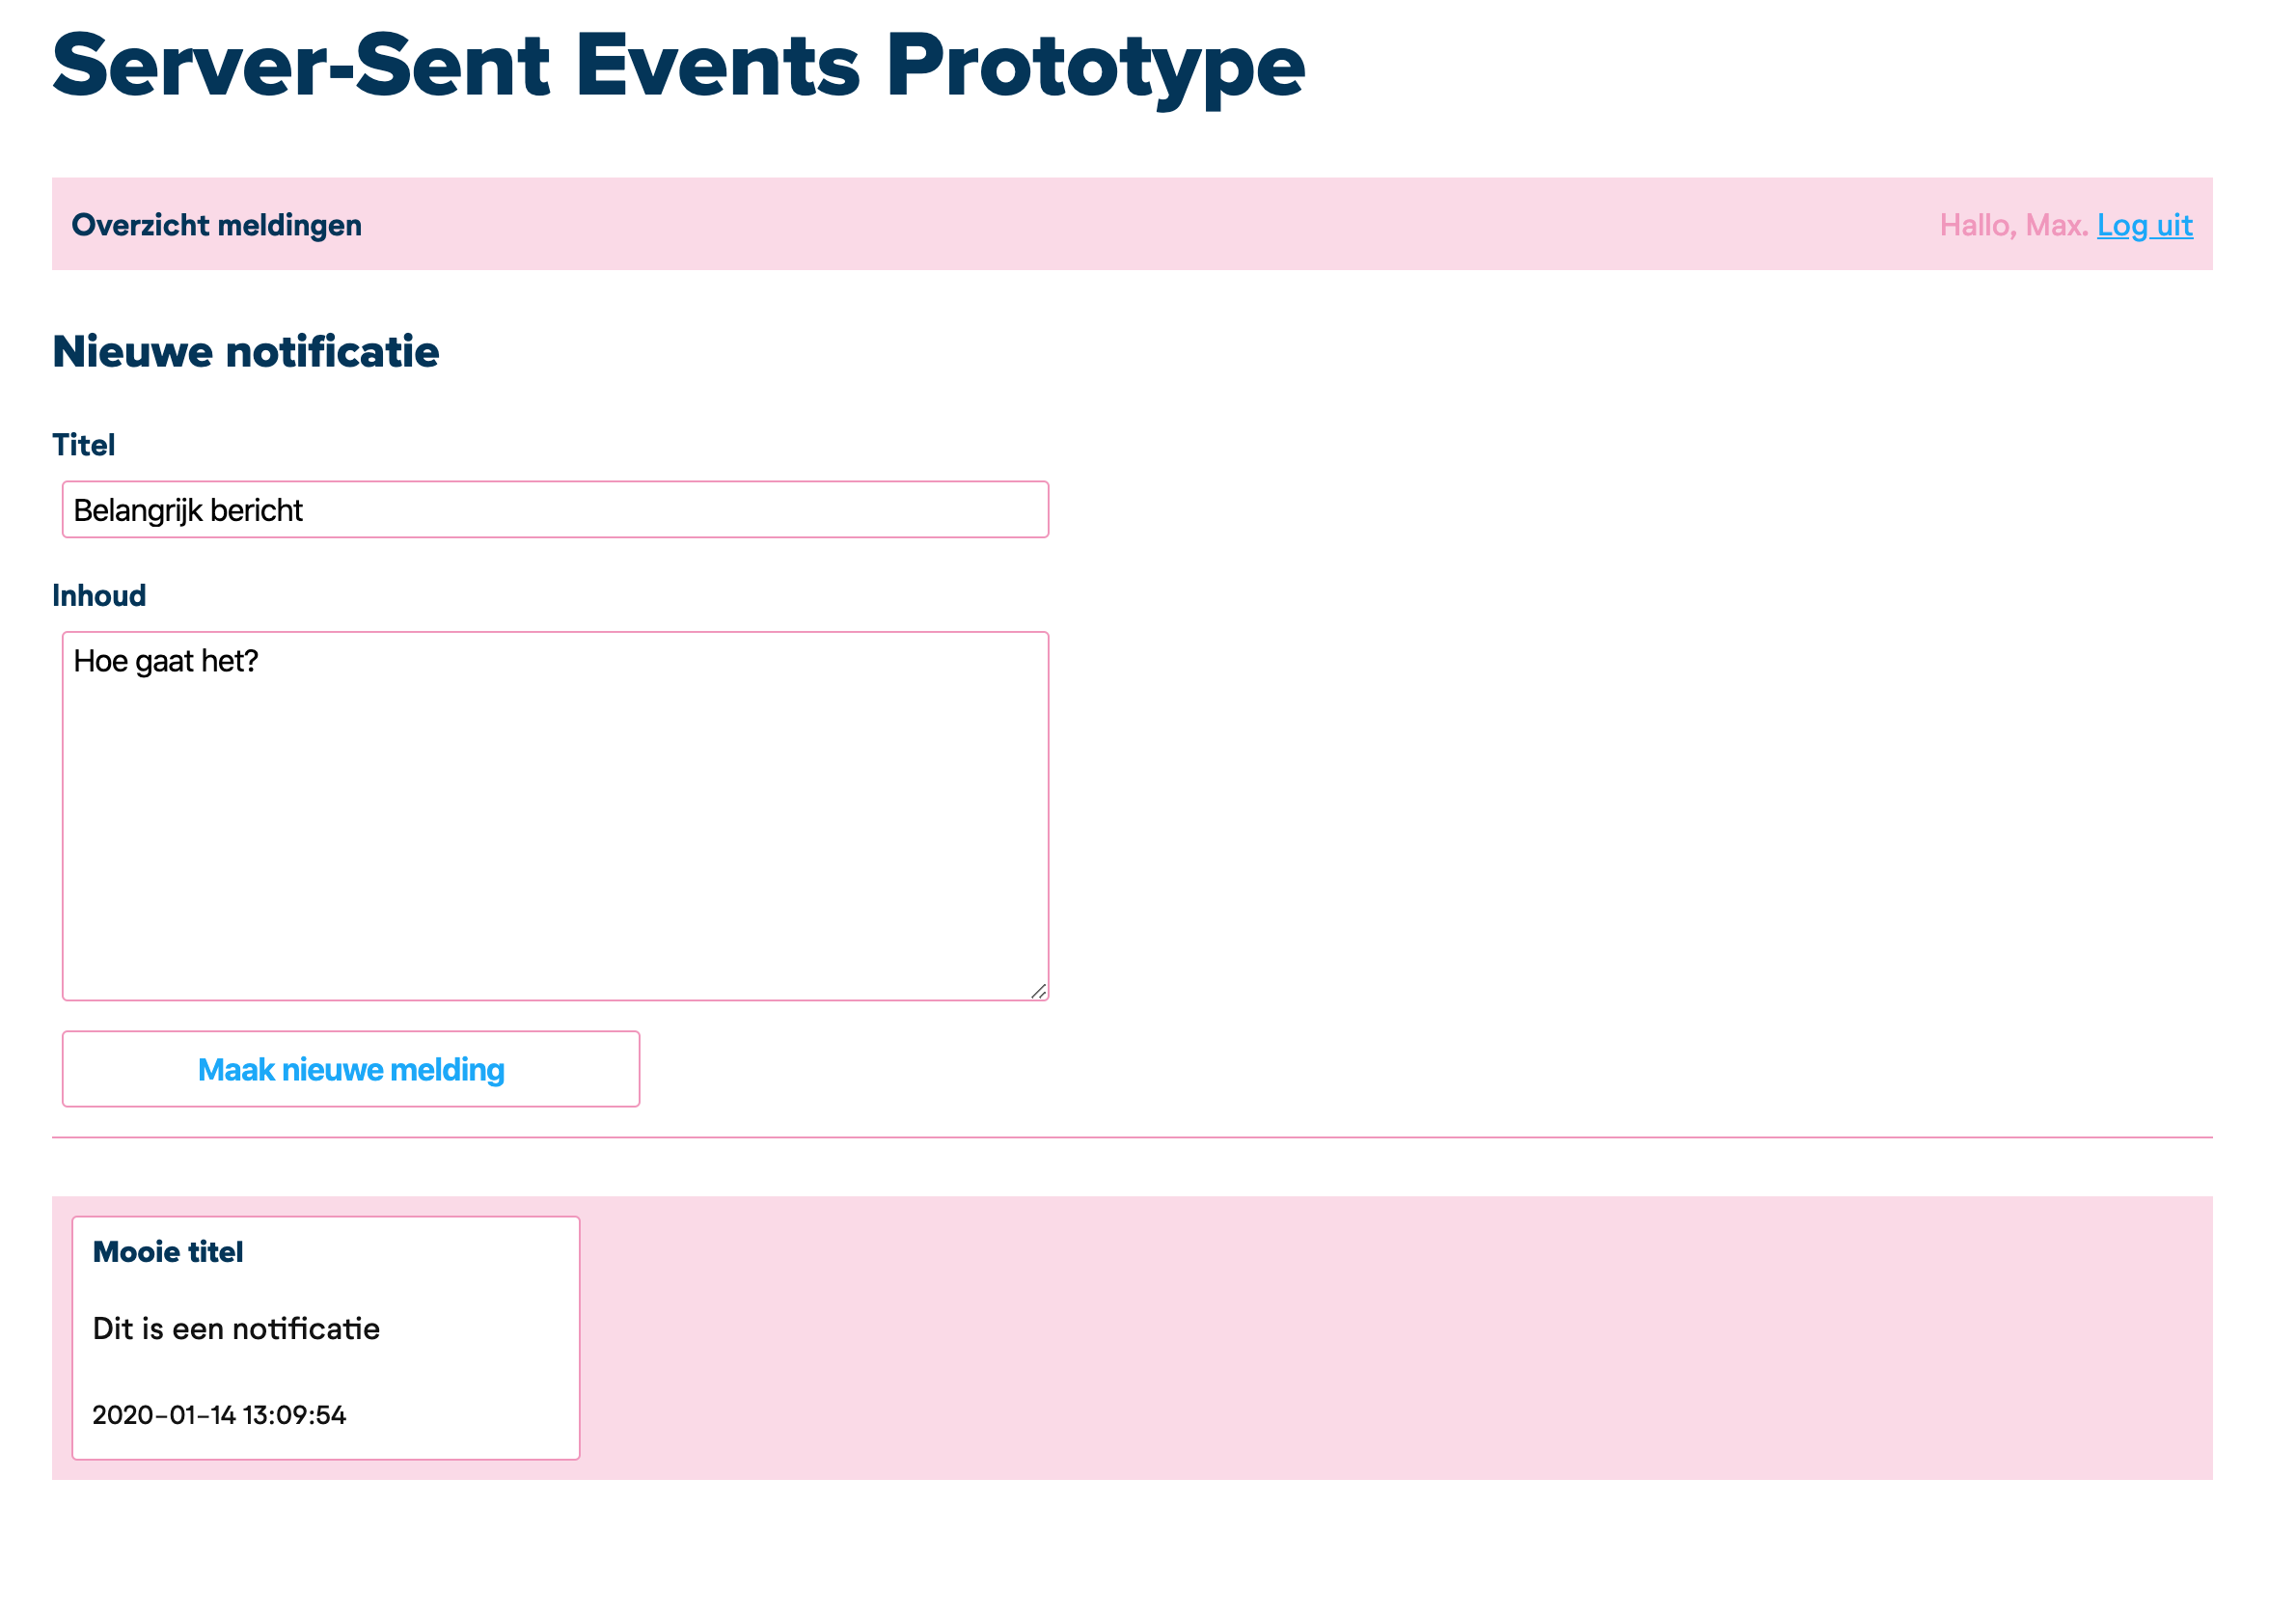 Server-Sent Events Prototype
Overzicht meldingen
Hallo, Max. Log uit
Nieuwe notificatie
Titel
Belangrijk bericht
Inhoud
Hoe gaat het?
Maak nieuwe melding
Mooie titel
Dit is een notificatie
2020-01-14 13:09:54